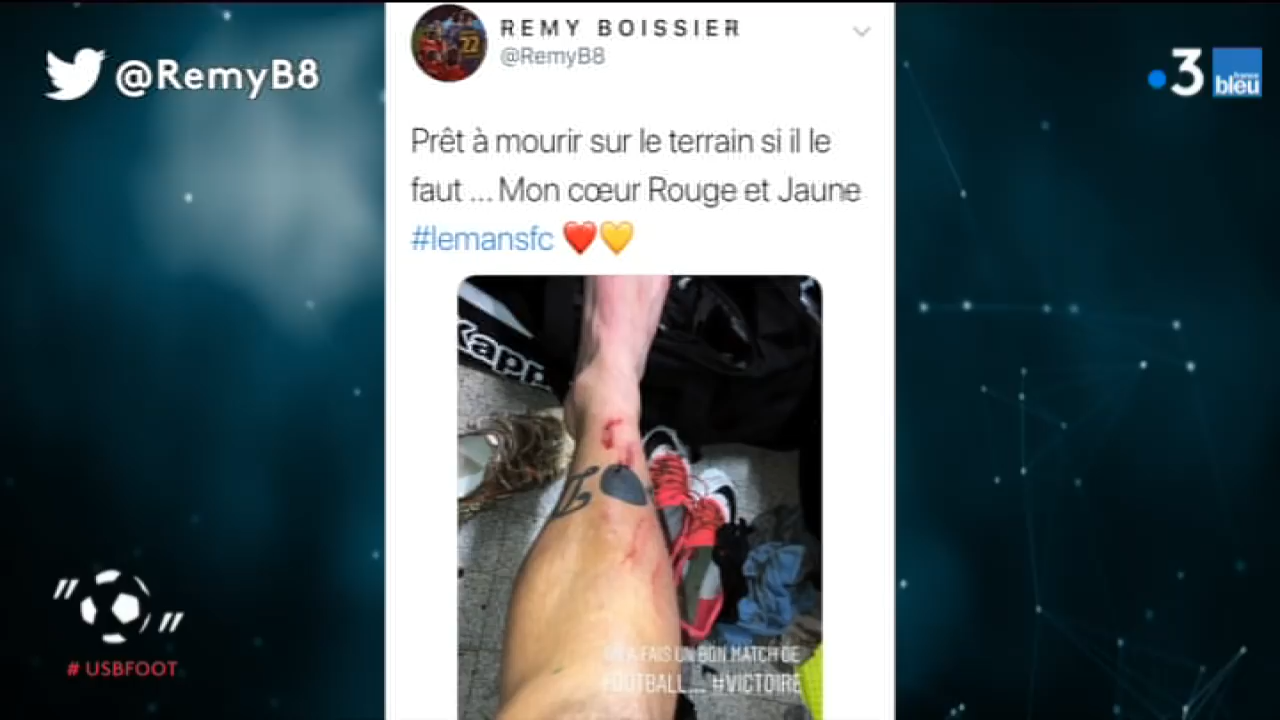 @RemyB8
REMY BOISSIER
@RemyB8
Prêt à mourir sur le terrain si il le
faut ... Mon cœur Rouge et Jaune
#lemansfc ❤️💛
3
france
bleu
Kappa
A FAIS UN BON MATCH DE
FOOTBALL... #VICTOIRE
# USBFOOT